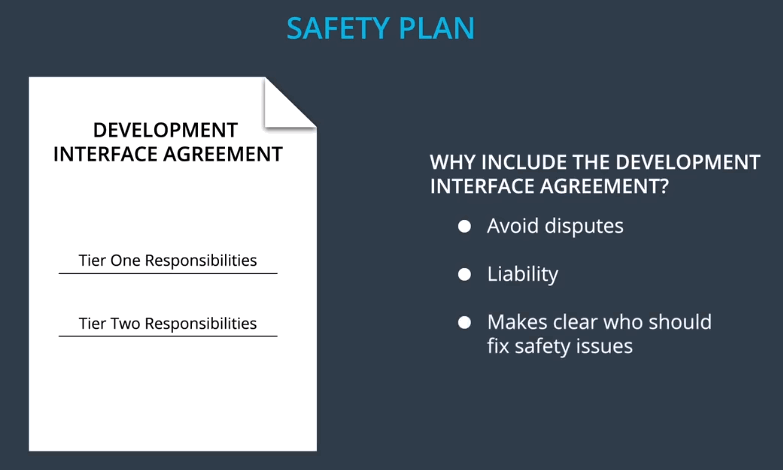 SAFETY PLAN
DEVELOPMENT
INTERFACE AGREEMENT
Tier One Responsibilities
Tier Two Responsibilities
WHY INCLUDE THE DEVELOPMENT
INTERFACE AGREEMENT?
Avoid disputes
Liability
Makes clear who should
fix safety issues